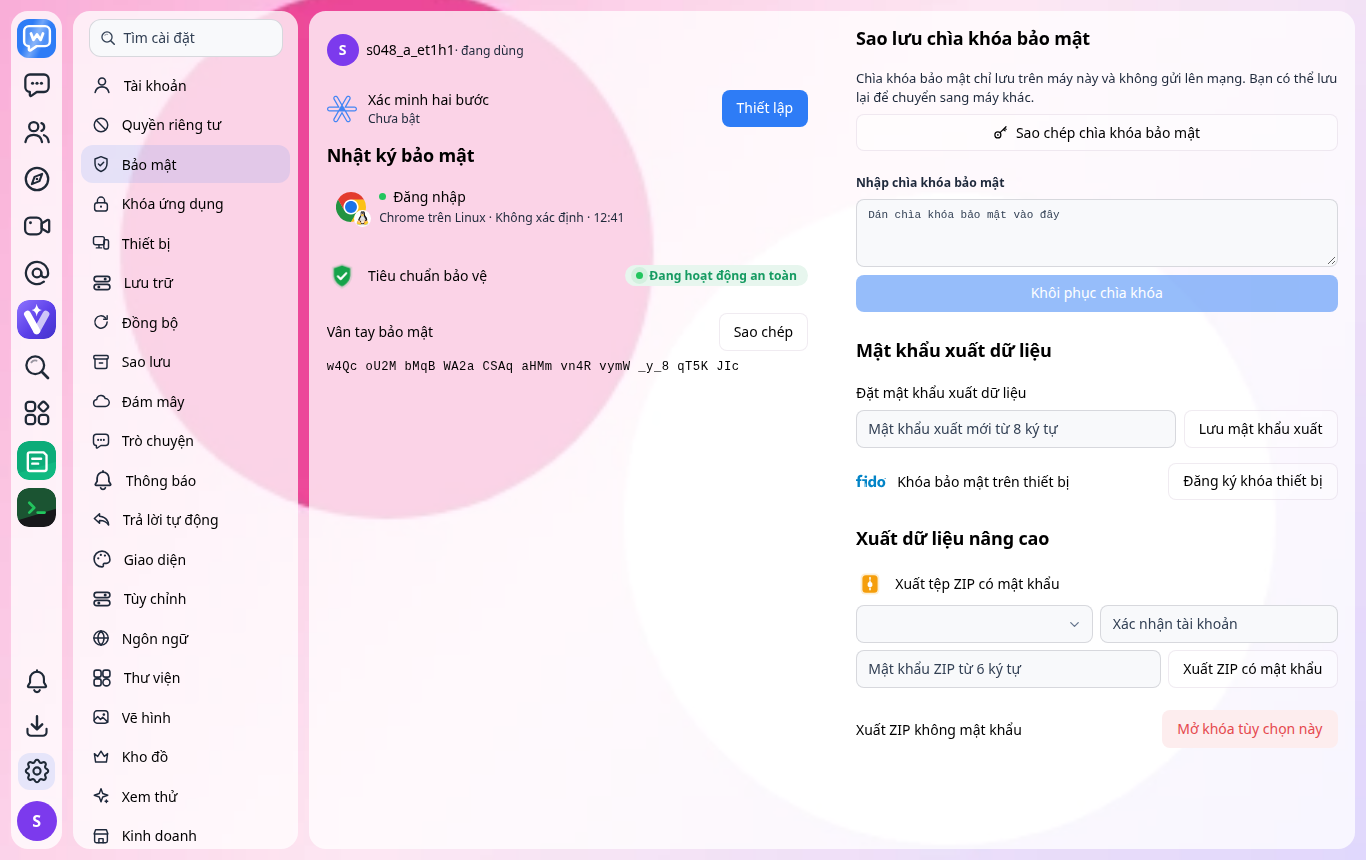 Tìm cài đặt
Tài khoản
Quyền riêng tư
Bảo mật
Khóa ứng dụng
Thiết bị
Lưu trữ
Đồng bộ
Sao lưu
Đám mây
Trò chuyện
Thông báo
Trả lời tự động
Giao diện
Tùy chỉnh
Ngôn ngữ
Thư viện
Vẽ hình
Kho đồ
Xem thử
Kinh doanh
S
S
s048_a_et1h1· đang dùng
Xác minh hai bước
Chưa bật
Thiết lập
Nhật ký bảo mật
Đăng nhập
Chrome trên Linux · Không xác định · 12:41
Tiêu chuẩn bảo vệ
Đang hoạt động an toàn
Vân tay bảo mật
Sao chép
w4Qc oU2M bMqB WA2a CSAq aHMm vn4R vymW _y_8 qT5K JIc
Sao lưu chìa khóa bảo mật
Chìa khóa bảo mật chỉ lưu trên máy này và không gửi lên mạng. Bạn có thể lưu
lại để chuyển sang máy khác.
Sao chép chìa khóa bảo mật
Nhập chìa khóa bảo mật
Dán chìa khóa bảo mật vào đây
Khôi phục chìa khóa
Mật khẩu xuất dữ liệu
Đặt mật khẩu xuất dữ liệu
Mật khẩu xuất mới từ 8 ký tự
Lưu mật khẩu xuất
fido
Khóa bảo mật trên thiết bị
Đăng ký khóa thiết bị
Xuất dữ liệu nâng cao
Xuất tệp ZIP có mật khẩu
Xác nhận tài khoản
Mật khẩu ZIP từ 6 ký tự
Xuất ZIP có mật khẩu
Xuất ZIP không mật khẩu
Mở khóa tùy chọn này